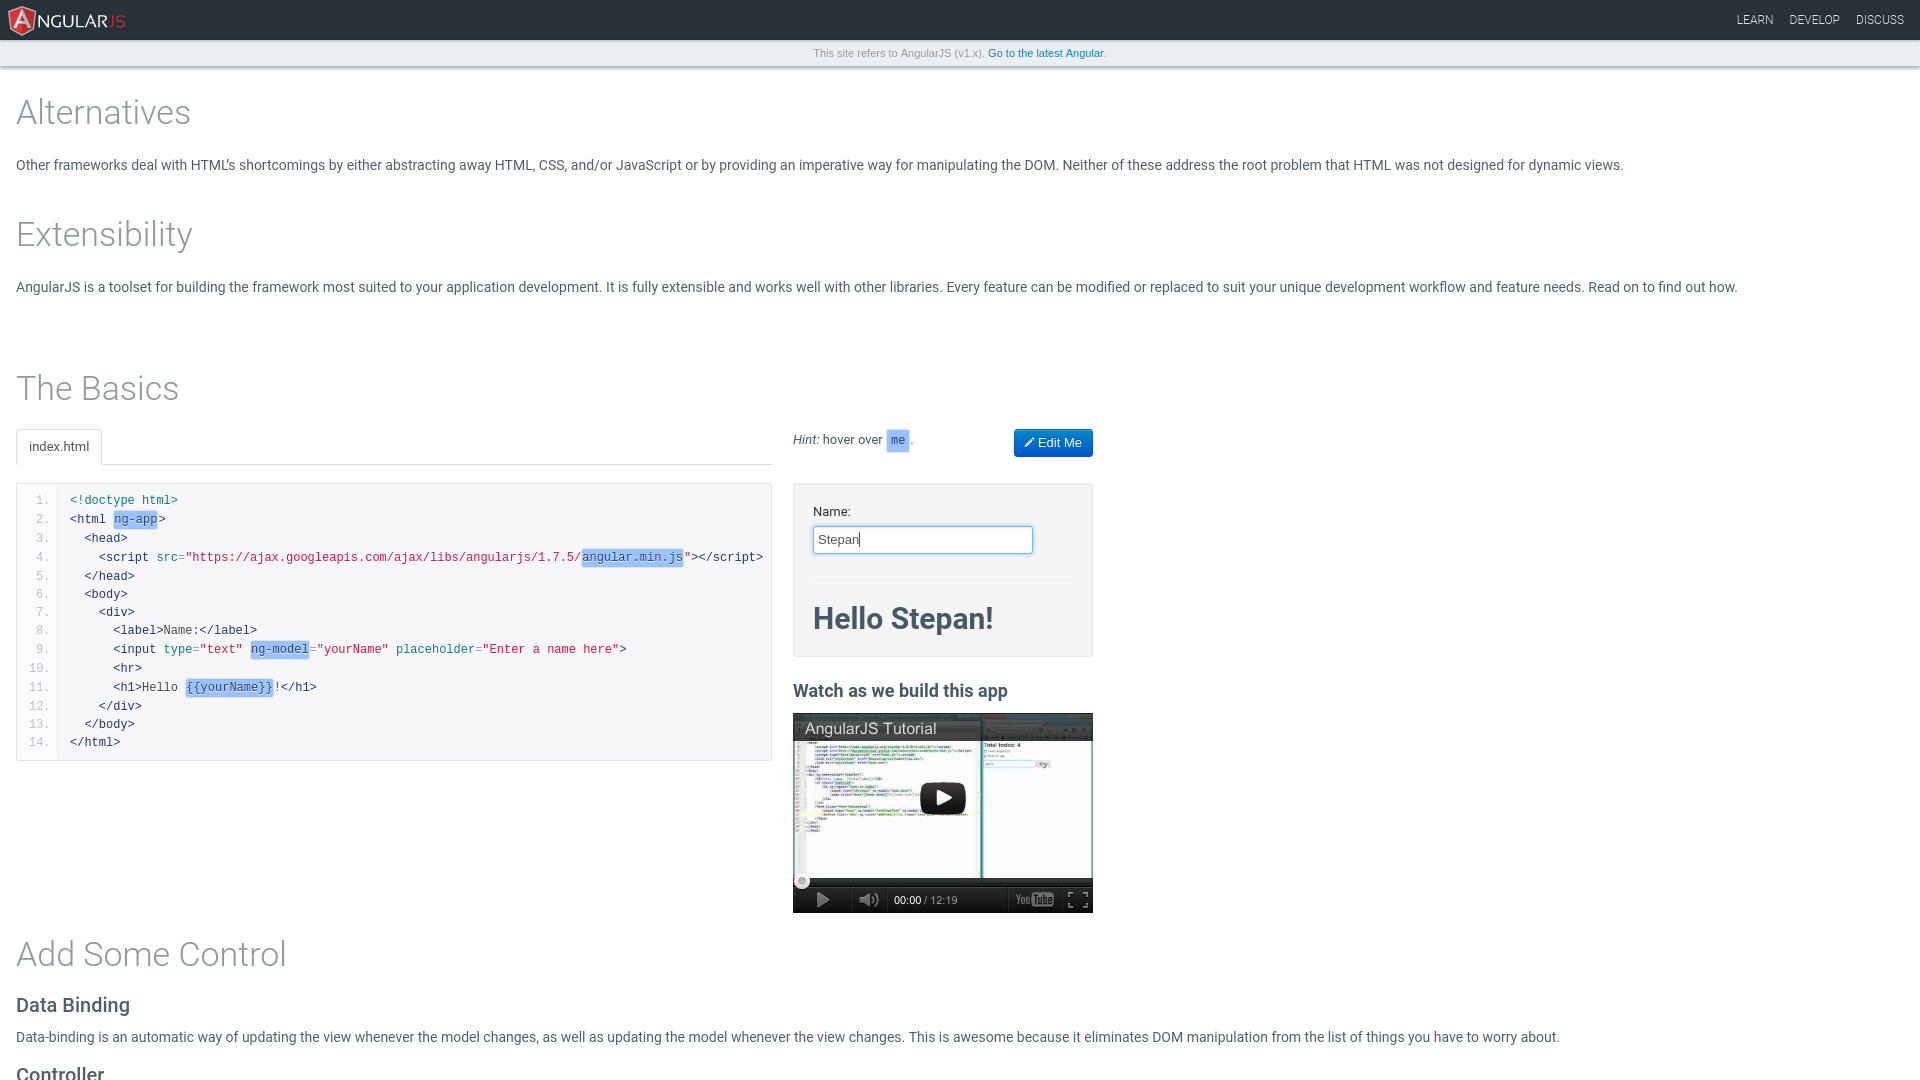 ANGULARJS
LEARN DEVELOP DISCUSS
This site refers to AngularJS (v1.x). Go to the latest Angular.
Alternatives
Other frameworks deal with HTML’s shortcomings by either abstracting away HTML, CSS, and/or JavaScript or by providing an imperative way for manipulating the DOM. Neither of these address the root problem that HTML was not designed for dynamic views.
Extensibility
AngularJS is a toolset for building the framework most suited to your application development. It is fully extensible and works well with other libraries. Every feature can be modified or replaced to suit your unique development workflow and feature needs. Read on to find out how.
The Basics
index.html
1. <!doctype html>
2. <html ng-app>
3. <head>
4. <script src="https://ajax.googleapis.com/ajax/libs/angularjs/1.7.5/angular.min.js"></script>
5. </head>
6. <body>
7. <div>
8. <label>Name:</label>
9. <input type="text" ng-model="yourName" placeholder="Enter a name here">
10. <hr>
11. <h1>Hello {{yourName}}!</h1>
12. </div>
13. </body>
14. </html>
Hint: hover over me .
Edit Me
Name:
Stepan
Hello Stepan!
Watch as we build this app
AngularJS Tutorial
Total todos: 4
00:00 / 12:19
YouTube
Add Some Control
Data Binding
Data-binding is an automatic way of updating the view whenever the model changes, as well as updating the model whenever the view changes. This is awesome because it eliminates DOM manipulation from the list of things you have to worry about.
Controller